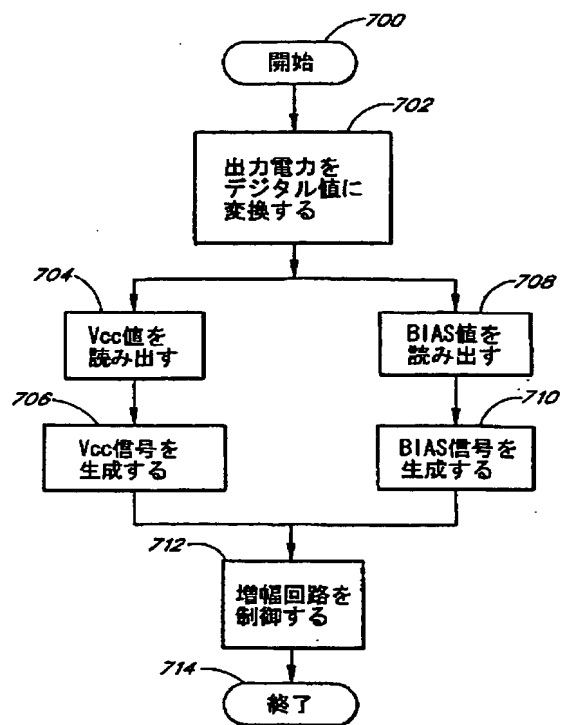 700
開始
702
出力電力を
デジタル値に
変換する
704
Vcc値を
読み出す
708
BIAS値を
読み出す
706
Vcc信号を
生成する
710
BIAS信号を
生成する
712
増幅回路を
制御する
714
終了